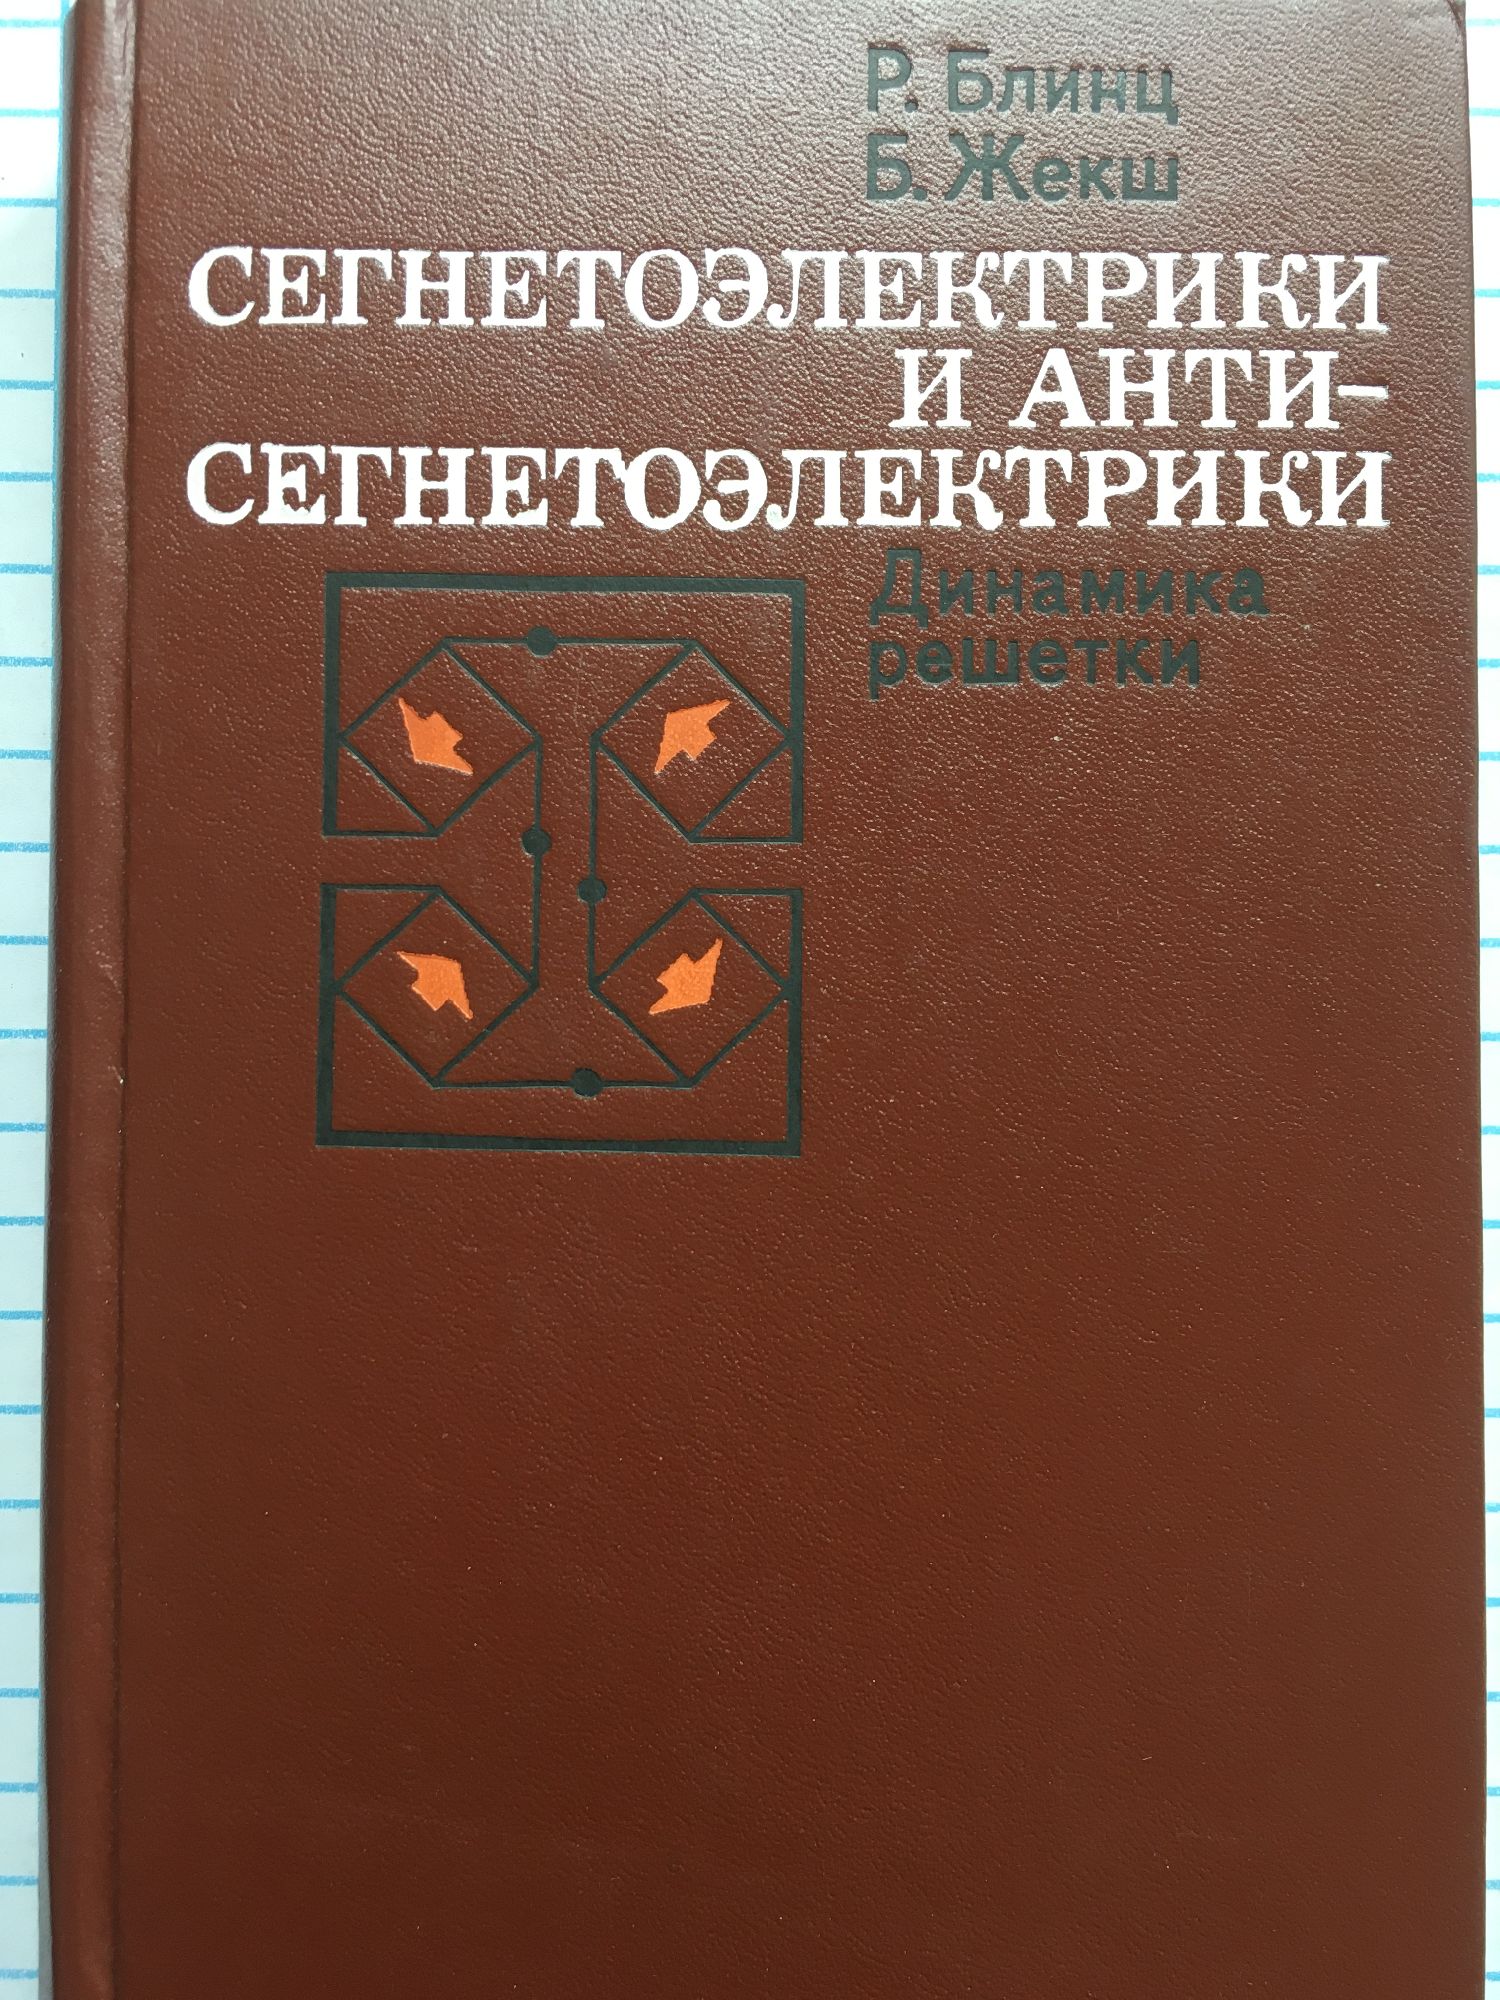 Р. Блинц
Б. Жекш
СЕГНЕТОЭЛЕКТРИКИ
И АНТИ-
СЕГНЕТОЭЛЕКТРИКИ
Динамика
решетки